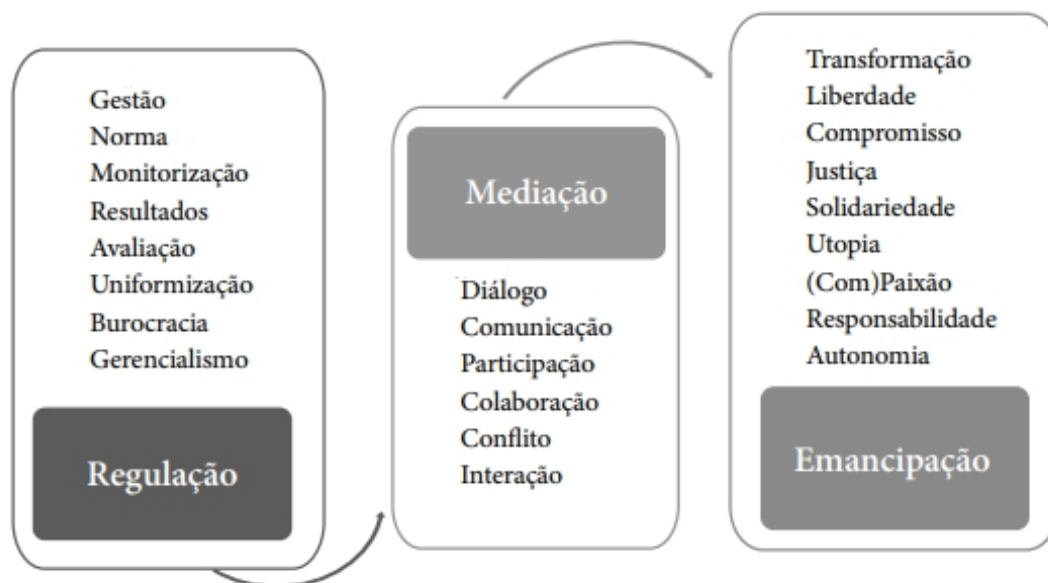 Gestão
Norma
Monitorização
Resultados
Avaliação
Uniformização
Burocracia
Gerencialismo
Regulação
Mediação
Diálogo
Comunicação
Participação
Colaboração
Conflito
Interação
Transformação
Liberdade
Compromisso
Justiça
Solidariedade
Utopia
(Com)Paixão
Responsabilidade
Autonomia
Emancipação